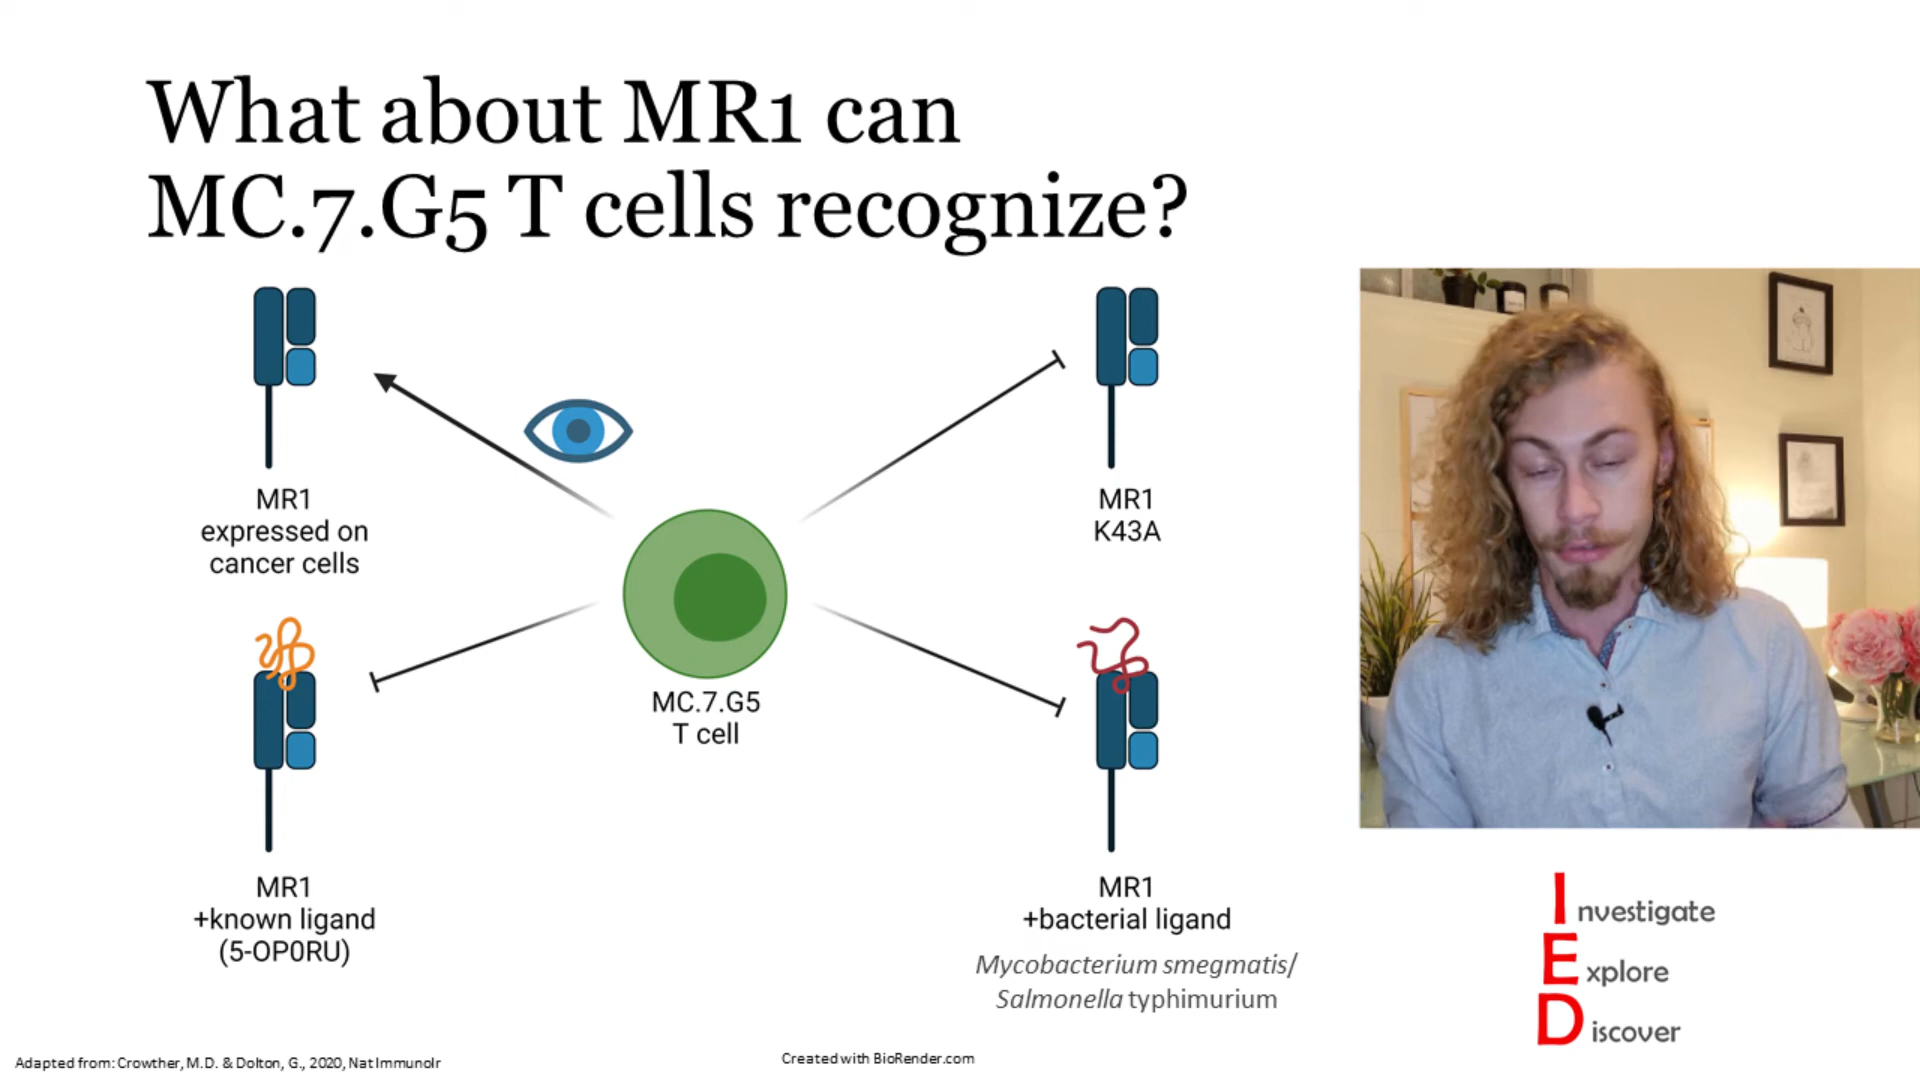 What about MR1 can
MC.7.G5 T cells recognize?
MR1
expressed on
cancer cells
MR1
K43A
MC.7.G5
T cell
MR1
+known ligand
(5-OP0RU)
MR1
+bacterial ligand
Mycobacterium smegmatis/
Salmonella typhimurium
Investigate
Explore
Discover
Adapted from: Crowther, M.D. & Dolton, G., 2020, Nat Immunolr
Created with BioRender.com